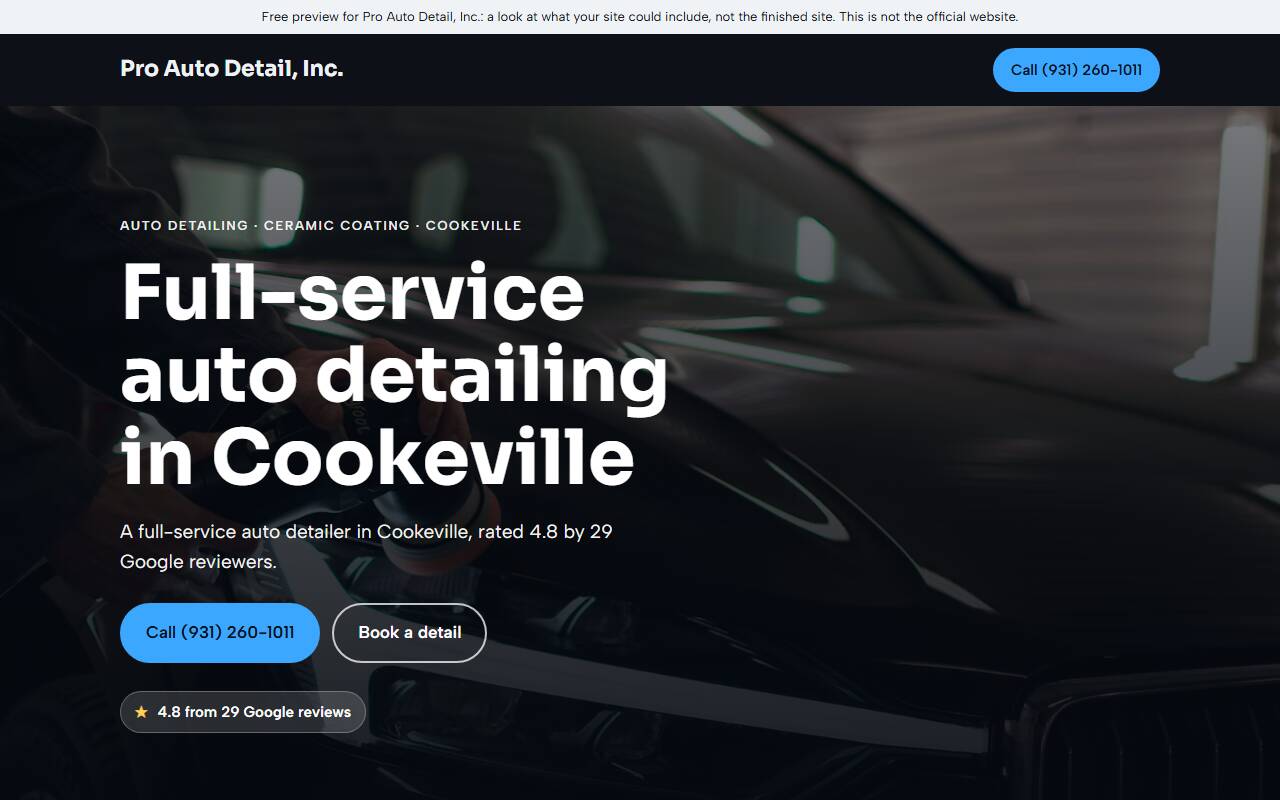 Free preview for Pro Auto Detail, Inc.: a look at what your site could include, not the finished site. This is not the official website.
Pro Auto Detail, Inc.
Call (931) 260-1011
AUTO DETAILING · CERAMIC COATING · COOKEVILLE
Full-service
auto detailing
in Cookeville
A full-service auto detailer in Cookeville, rated 4.8 by 29
Google reviewers.
Call (931) 260-1011
Book a detail
★ 4.8 from 29 Google reviews